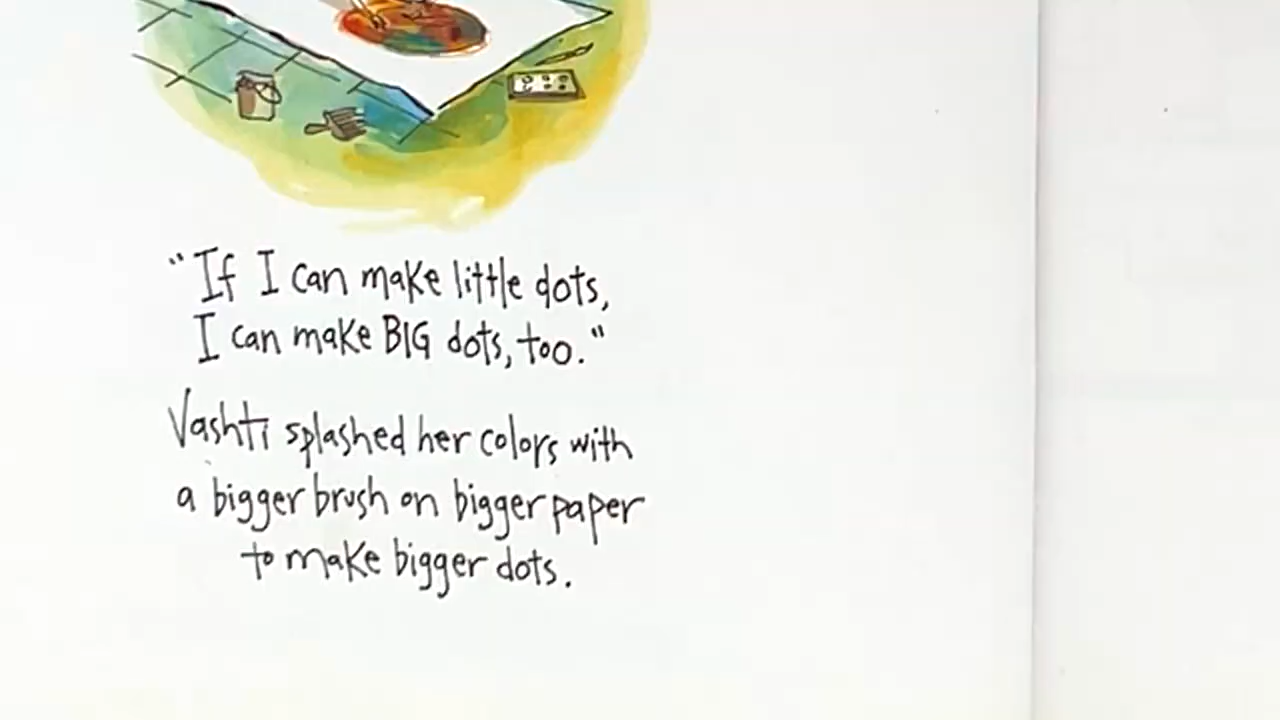 "If I can make little dots,
I can make BIG dots, too."
Vashti splashed her colors with
a bigger brush on bigger paper
to make bigger dots.